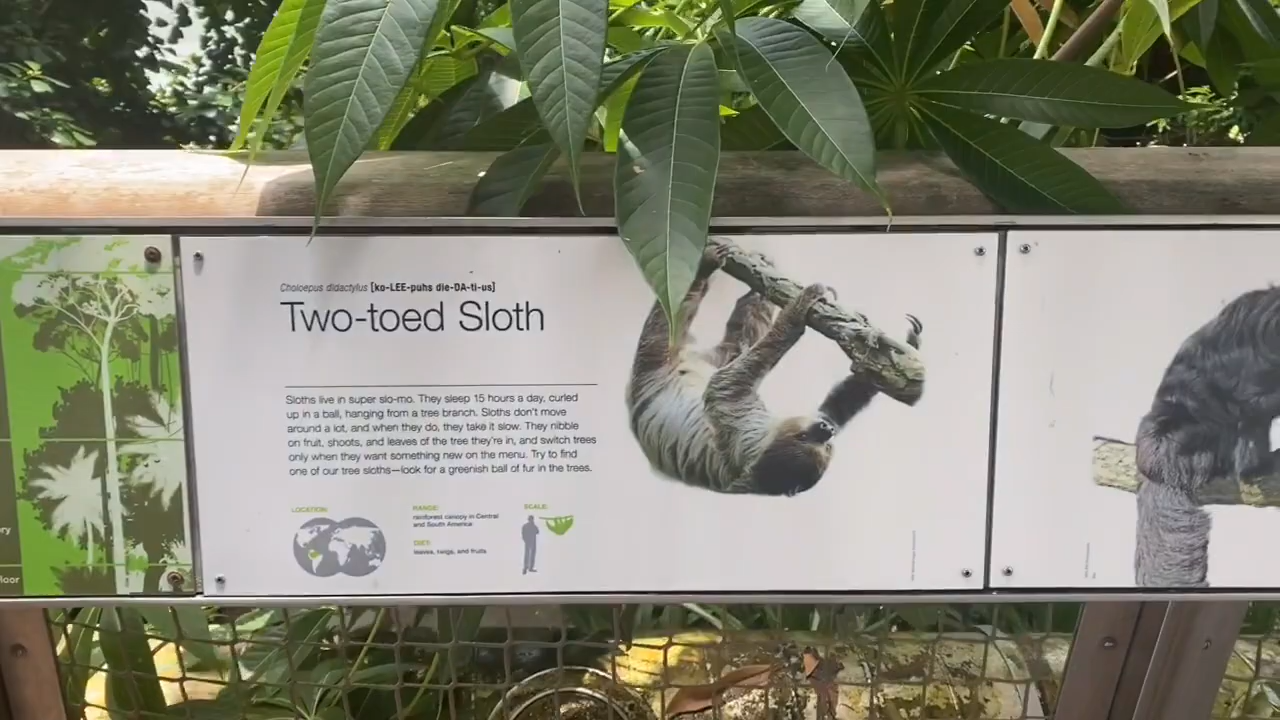 Choloepus didactylus [ko-LEE-puhs die-DA-ti-us]
Two-toed Sloth
Sloths live in super slo-mo. They sleep 15 hours a day, curled
up in a ball, hanging from a tree branch. Sloths don't move
around a lot, and when they do, they take it slow. They nibble
on fruit, shoots, and leaves of the tree they're in, and switch trees
only when they want something new on the menu. Try to find
one of our tree sloths—look for a greenish ball of fur in the trees.
LOCATION:
RANGE:
rainforest canopy in Central
and South America
DIET:
leaves, twigs, and fruits
SCALE: